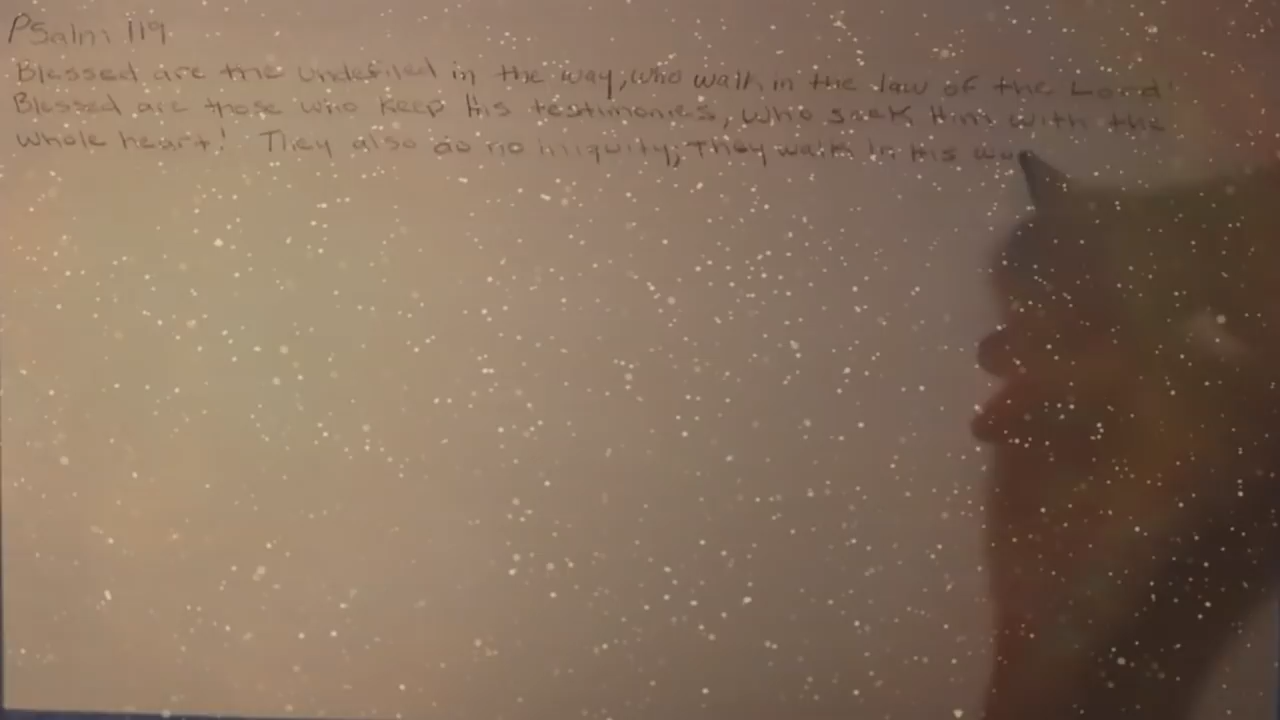 Psalm 119
Blessed are the undefiled in the way, who walk in the law of the Lord!
Blessed are those who keep His testimonies, who seek Him with the
whole heart! They also do no iniquity; They walk in His